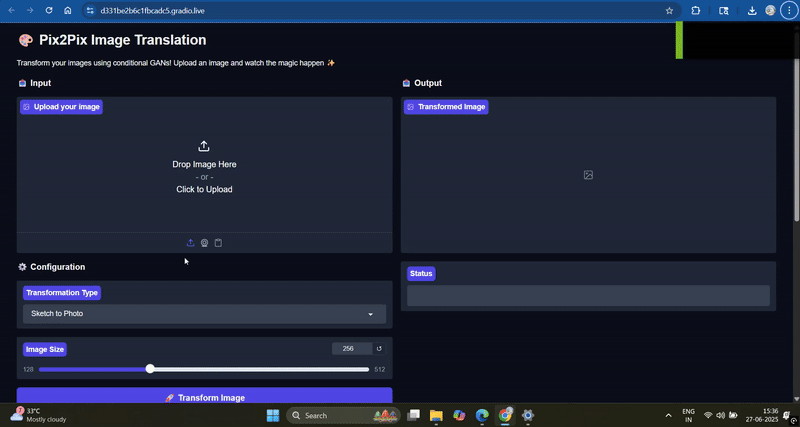 d331be2b6c1fbcadc5.gradio.live
Pix2Pix Image Translation
Transform your images using conditional GANs! Upload an image and watch the magic happen ✨
Input
Upload your image
Drop Image Here
- or -
Click to Upload
Configuration
Transformation Type
Sketch to Photo
Image Size
256
128
512
🚀 Transform Image
Output
Transformed Image
Status
33°C
Mostly cloudy
Search
ENG
IN
15:36
27-06-2025